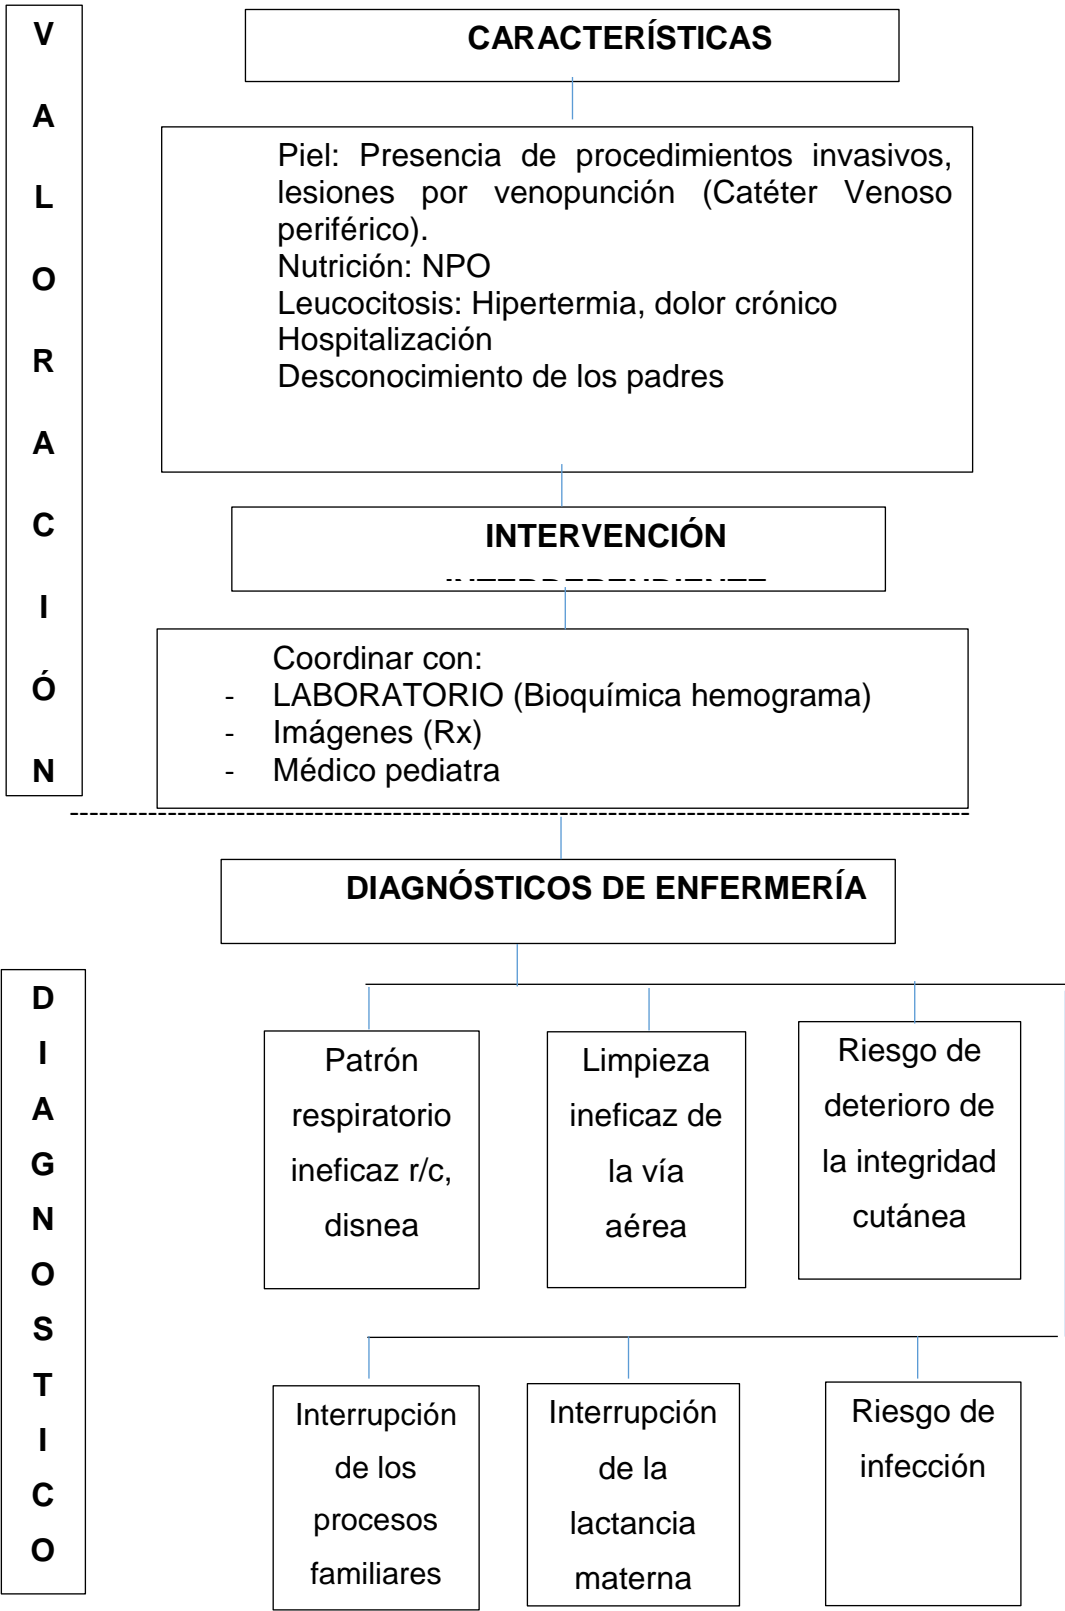 VALORACIÓN
CARACTERÍSTICAS
Piel: Presencia de procedimientos invasivos,
lesiones por venopunción (Catéter Venoso
periférico).
Nutrición: NPO
Leucocitosis: Hipertermia, dolor crónico
Hospitalización
Desconocimiento de los padres
INTERVENCIÓN
Coordinar con:
- LABORATORIO (Bioquímica hemograma)
- Imágenes (Rx)
- Médico pediatra
DIAGNÓSTICOS DE ENFERMERÍA
DIAGNOSTICO
Patrón
respiratorio
ineficaz r/c,
disnea
Limpieza
ineficaz de
la vía
aérea
Riesgo de
deterioro de
la integridad
cutánea
Interrupción
de los
procesos
familiares
Interrupción
de la
lactancia
materna
Riesgo de
infección